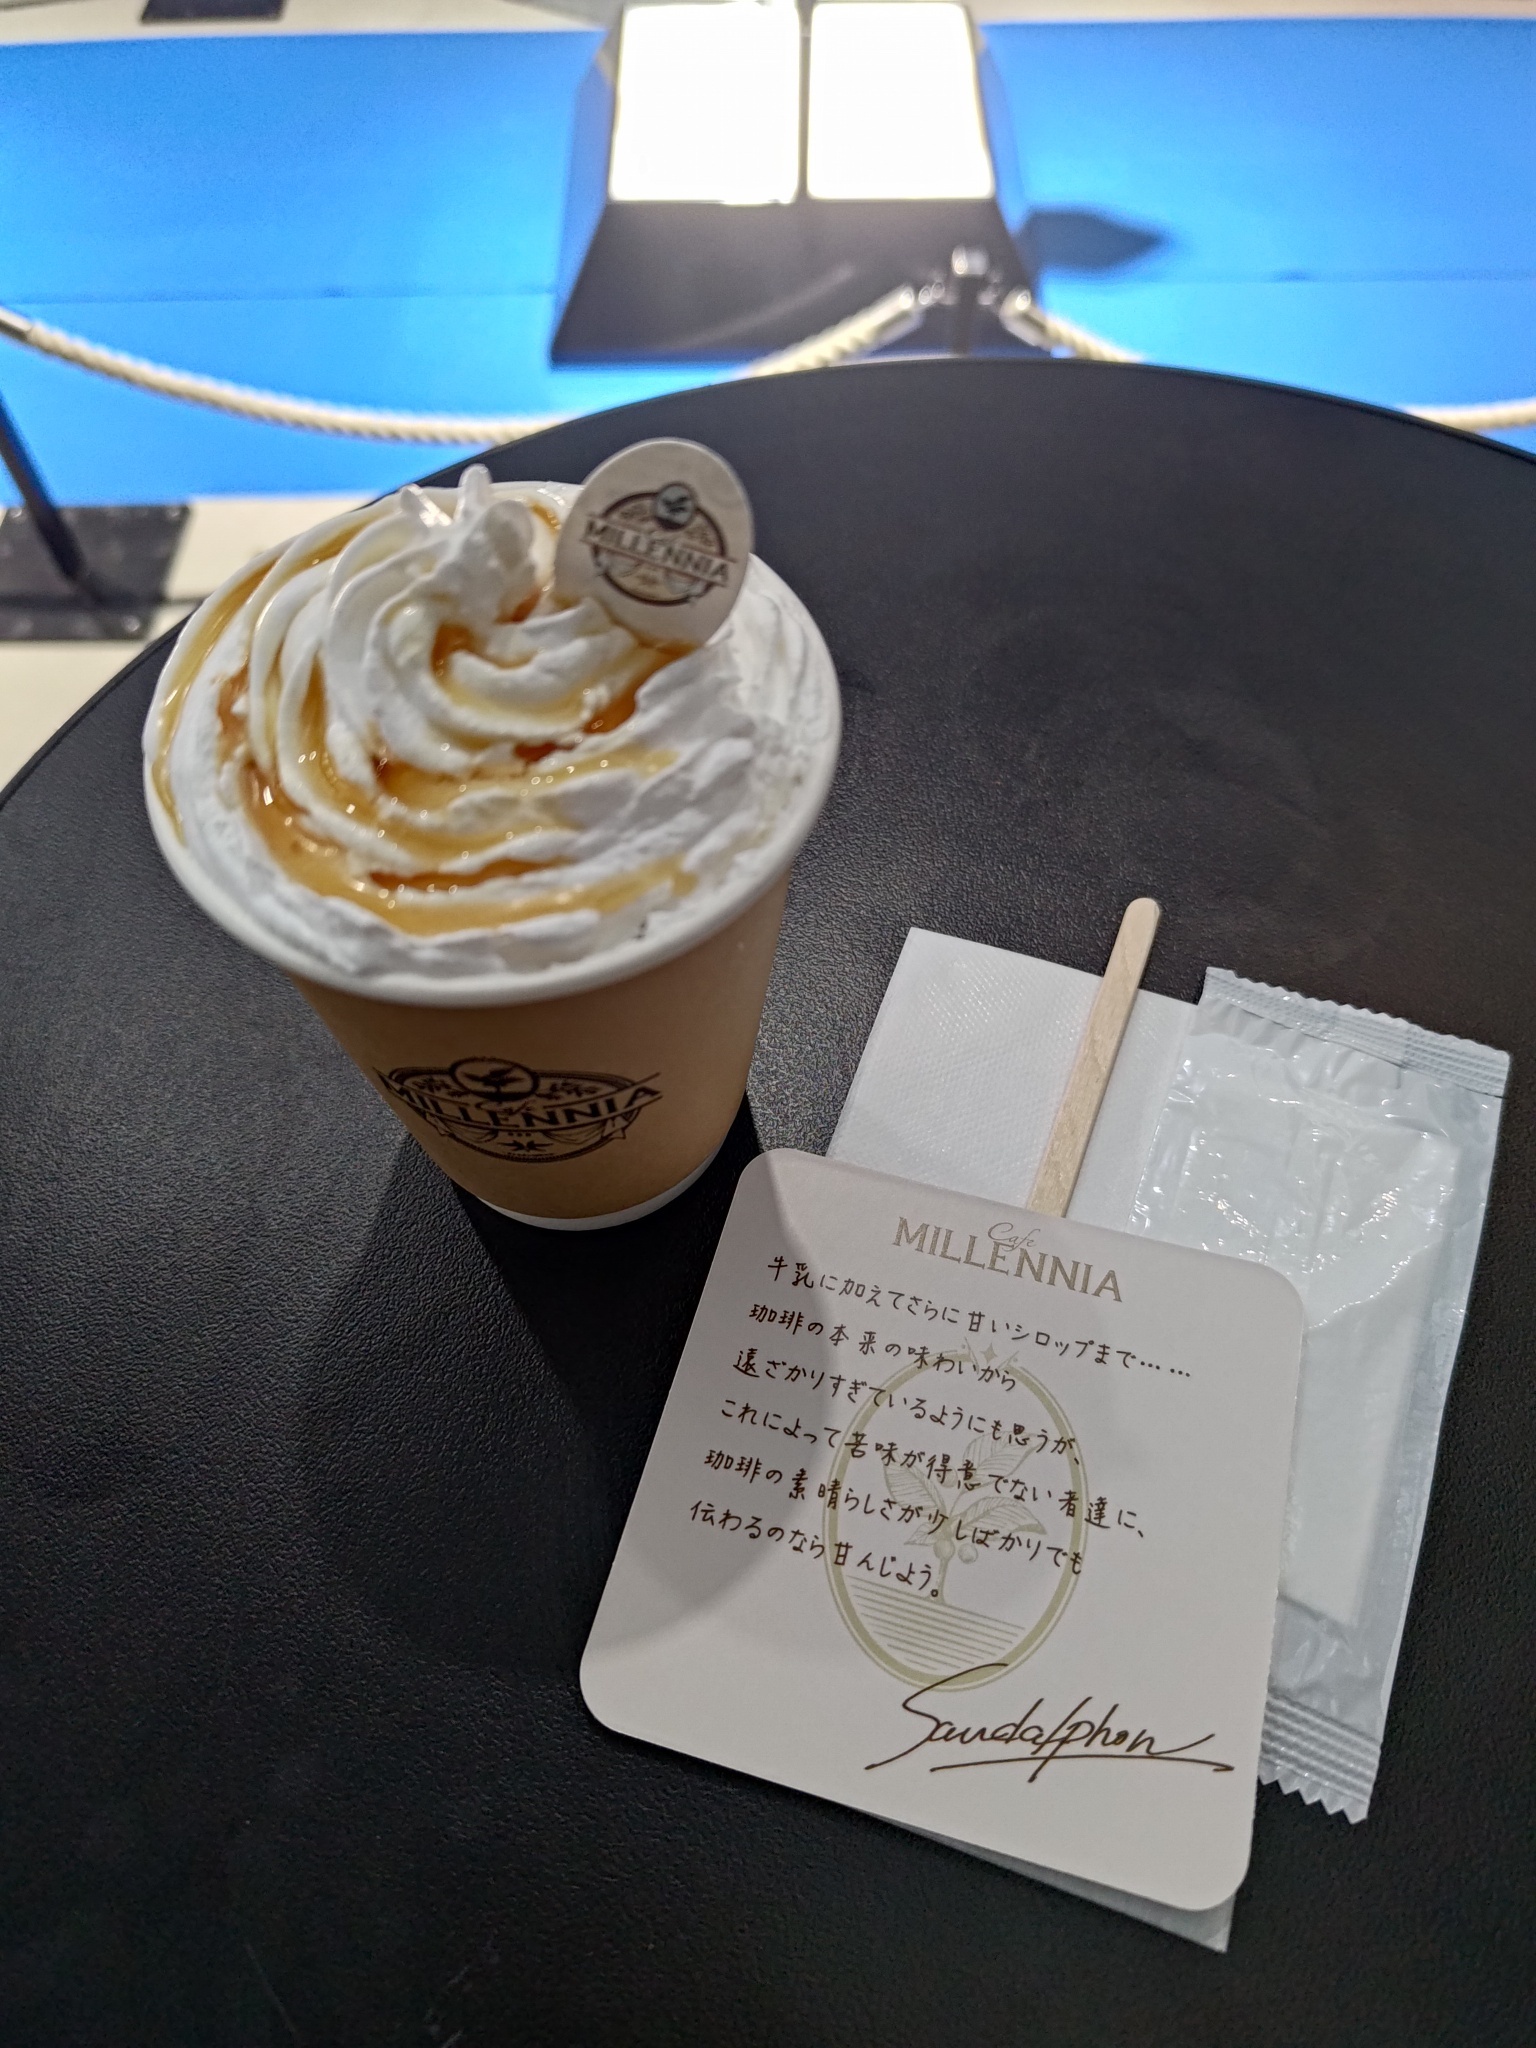 MILLENNIA
MILLENNIA
Cafe
MILLENNIA
牛乳に加えてさらに甘いシロップまで……
珈琲の本来の味わいから
遠ざかりすぎているようにも思うが、
これによって苦味が得意でない者達に、
珈琲の素晴らしさが少しばかりでも
伝わるのなら甘んじよう。
Sandalphon